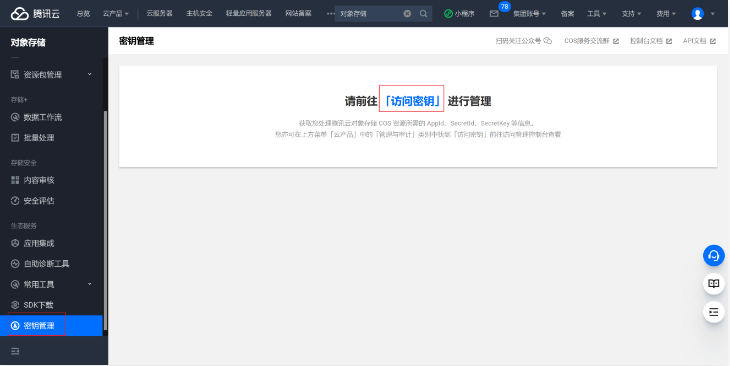 腾讯云 总览 云产品 云服务器 主机安全 轻量应用服务器 网站备案 ••• 对象存储 小程序 78 集团账号 备案 工具 支持 费用
对象存储
密钥管理
扫码关注公众号 COS服务交流群 控制台文档 API文档
资源包管理
存储+
数据工作流
批量处理
存储安全
内容审核
安全评估
生态服务
应用集成
自助诊断工具
常用工具
SDK下载
密钥管理
请前往「访问密钥」进行管理
获取您处理腾讯云对象存储 COS 资源所需的 AppId、SecretId、SecretKey 等信息。
您亦可在上方菜单「云产品」中的「管理与审计」类别中找到「访问密钥」前往访问管理控制台查看